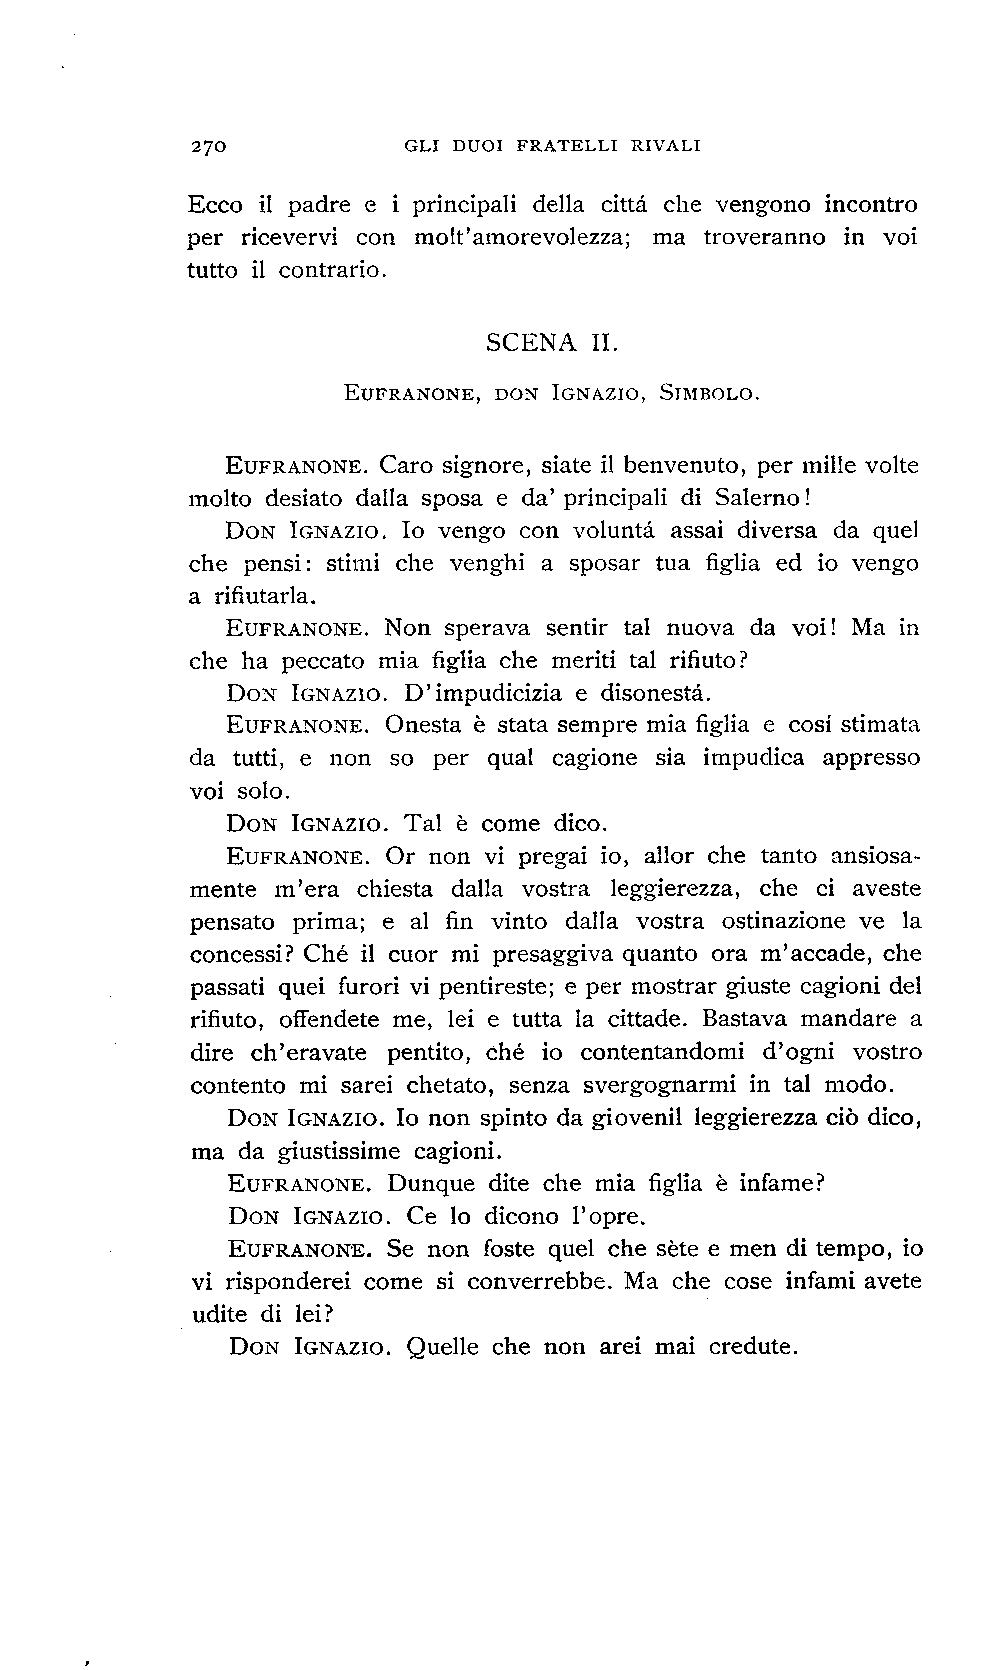 270 GLI DUOI FRATELLI RIVALI
Ecco il padre e i principali della cittá che vengono incontro
per ricevervi con molt'amorevolezza; ma troveranno in voi
tutto il contrario.
SCENA II.
EUFRANONE, DON IGNAZIO, SIMBOLO.
EUFRANONE. Caro signore, siate il benvenuto, per mille volte
molto desiato dalla sposa e da' principali di Salerno!
DON IGNAZIO. Io vengo con voluntá assai diversa da quel
che pensi: stimi che venghi a sposar tua figlia ed io vengo
a rifiutarla.
EUFRANONE. Non sperava sentir tal nuova da voi! Ma in
che ha peccato mia figlia che meriti tal rifiuto?
DON IGNAZIO. D'impudicizia e disonestá.
EUFRANONE. Onesta è stata sempre mia figlia e cosí stimata
da tutti, e non so per qual cagione sia impudica appresso
voi solo.
DON IGNAZIO. Tal è come dico.
EUFRANONE. Or non vi pregai io, allor che tanto ansiosa-
mente m'era chiesta dalla vostra leggierezza, che ci aveste
pensato prima; e al fin vinto dalla vostra ostinazione ve la
concessi? Ché il cuor mi presaggiva quanto ora m'accade, che
passati quei furori vi pentireste; e per mostrar giuste cagioni del
rifiuto, offendete me, lei e tutta la cittade. Bastava mandare a
dire ch'eravate pentito, ché io contentandomi d'ogni vostro
contento mi sarei chetato, senza svergognarmi in tal modo.
DON IGNAZIO. Io non spinto da giovenil leggierezza ciò dico,
ma da giustissime cagioni.
EUFRANONE. Dunque dite che mia figlia è infame?
DON IGNAZIO. Ce lo dicono l'opre.
EUFRANONE. Se non foste quel che sète e men di tempo, io
vi risponderei come si converrebbe. Ma che cose infami avete
udite di lei?
DON IGNAZIO. Quelle che non arei mai credute.